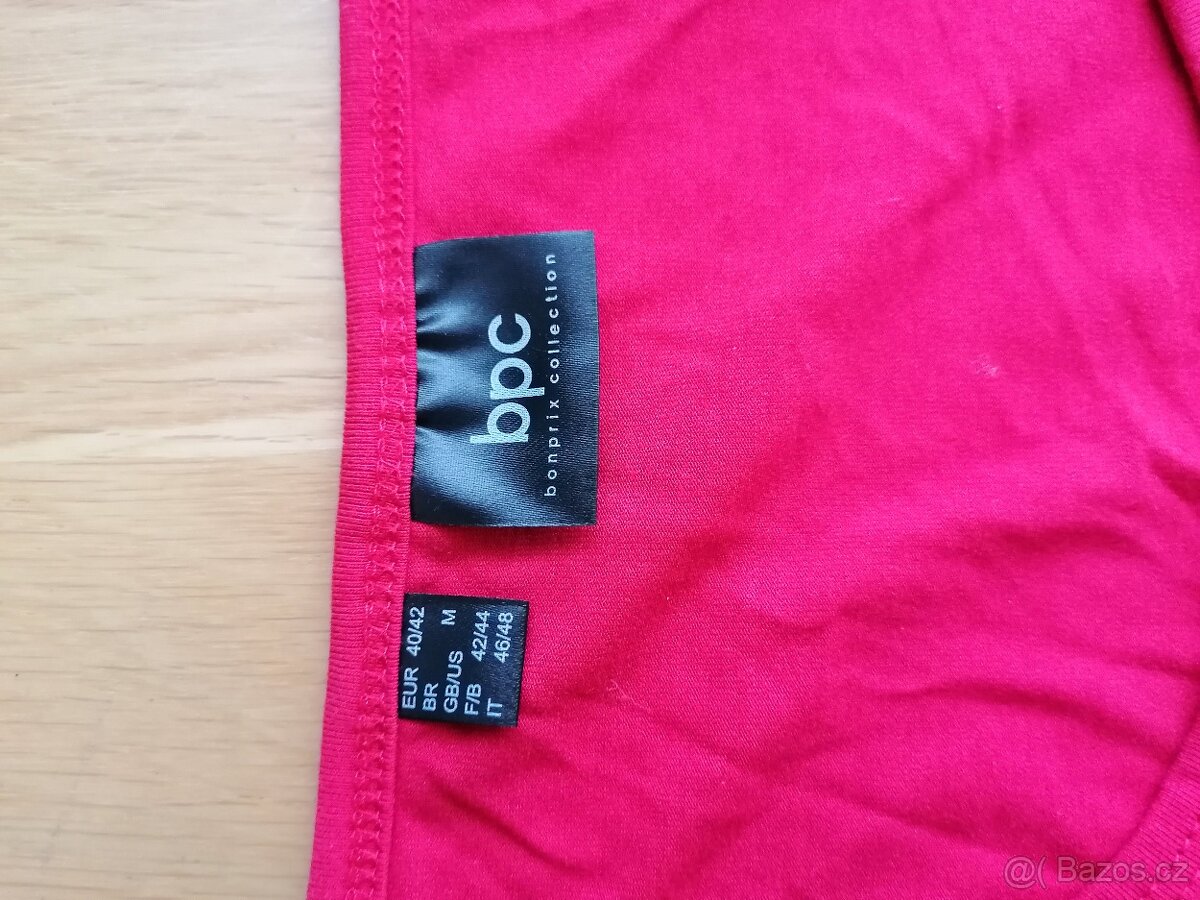 bpc
bonprix collection
EUR 40/42
BR
GB/US M
F/B 42/44
IT 46/48
@( Bazos.cz